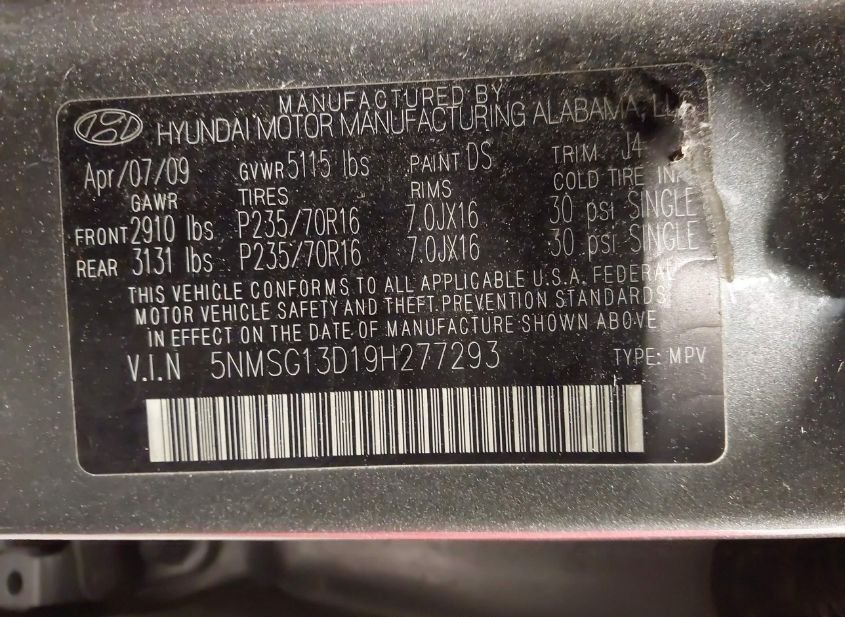 MANUFACTURED BY
HYUNDAI MOTOR MANUFACTURING ALABAMA,
Apr/07/09 GVWR 5115 lbs PAINT DS TRIM J4
GAWR TIRES RIMS COLD TIRE
FRONT 2910 lbs P235/70R16 7.0JX16 30 psi SINGLE
REAR 3131 lbs P235/70R16 7.0JX16 30 psi SINGLE
THIS VEHICLE CONFORMS TO ALL APPLICABLE U.S.A. FEDERAL
MOTOR VEHICLE SAFETY AND THEFT PREVENTION STANDARDS
IN EFFECT ON THE DATE OF MANUFACTURE SHOWN ABOVE
V.I.N 5NMSG13D19H277293 TYPE: MPV